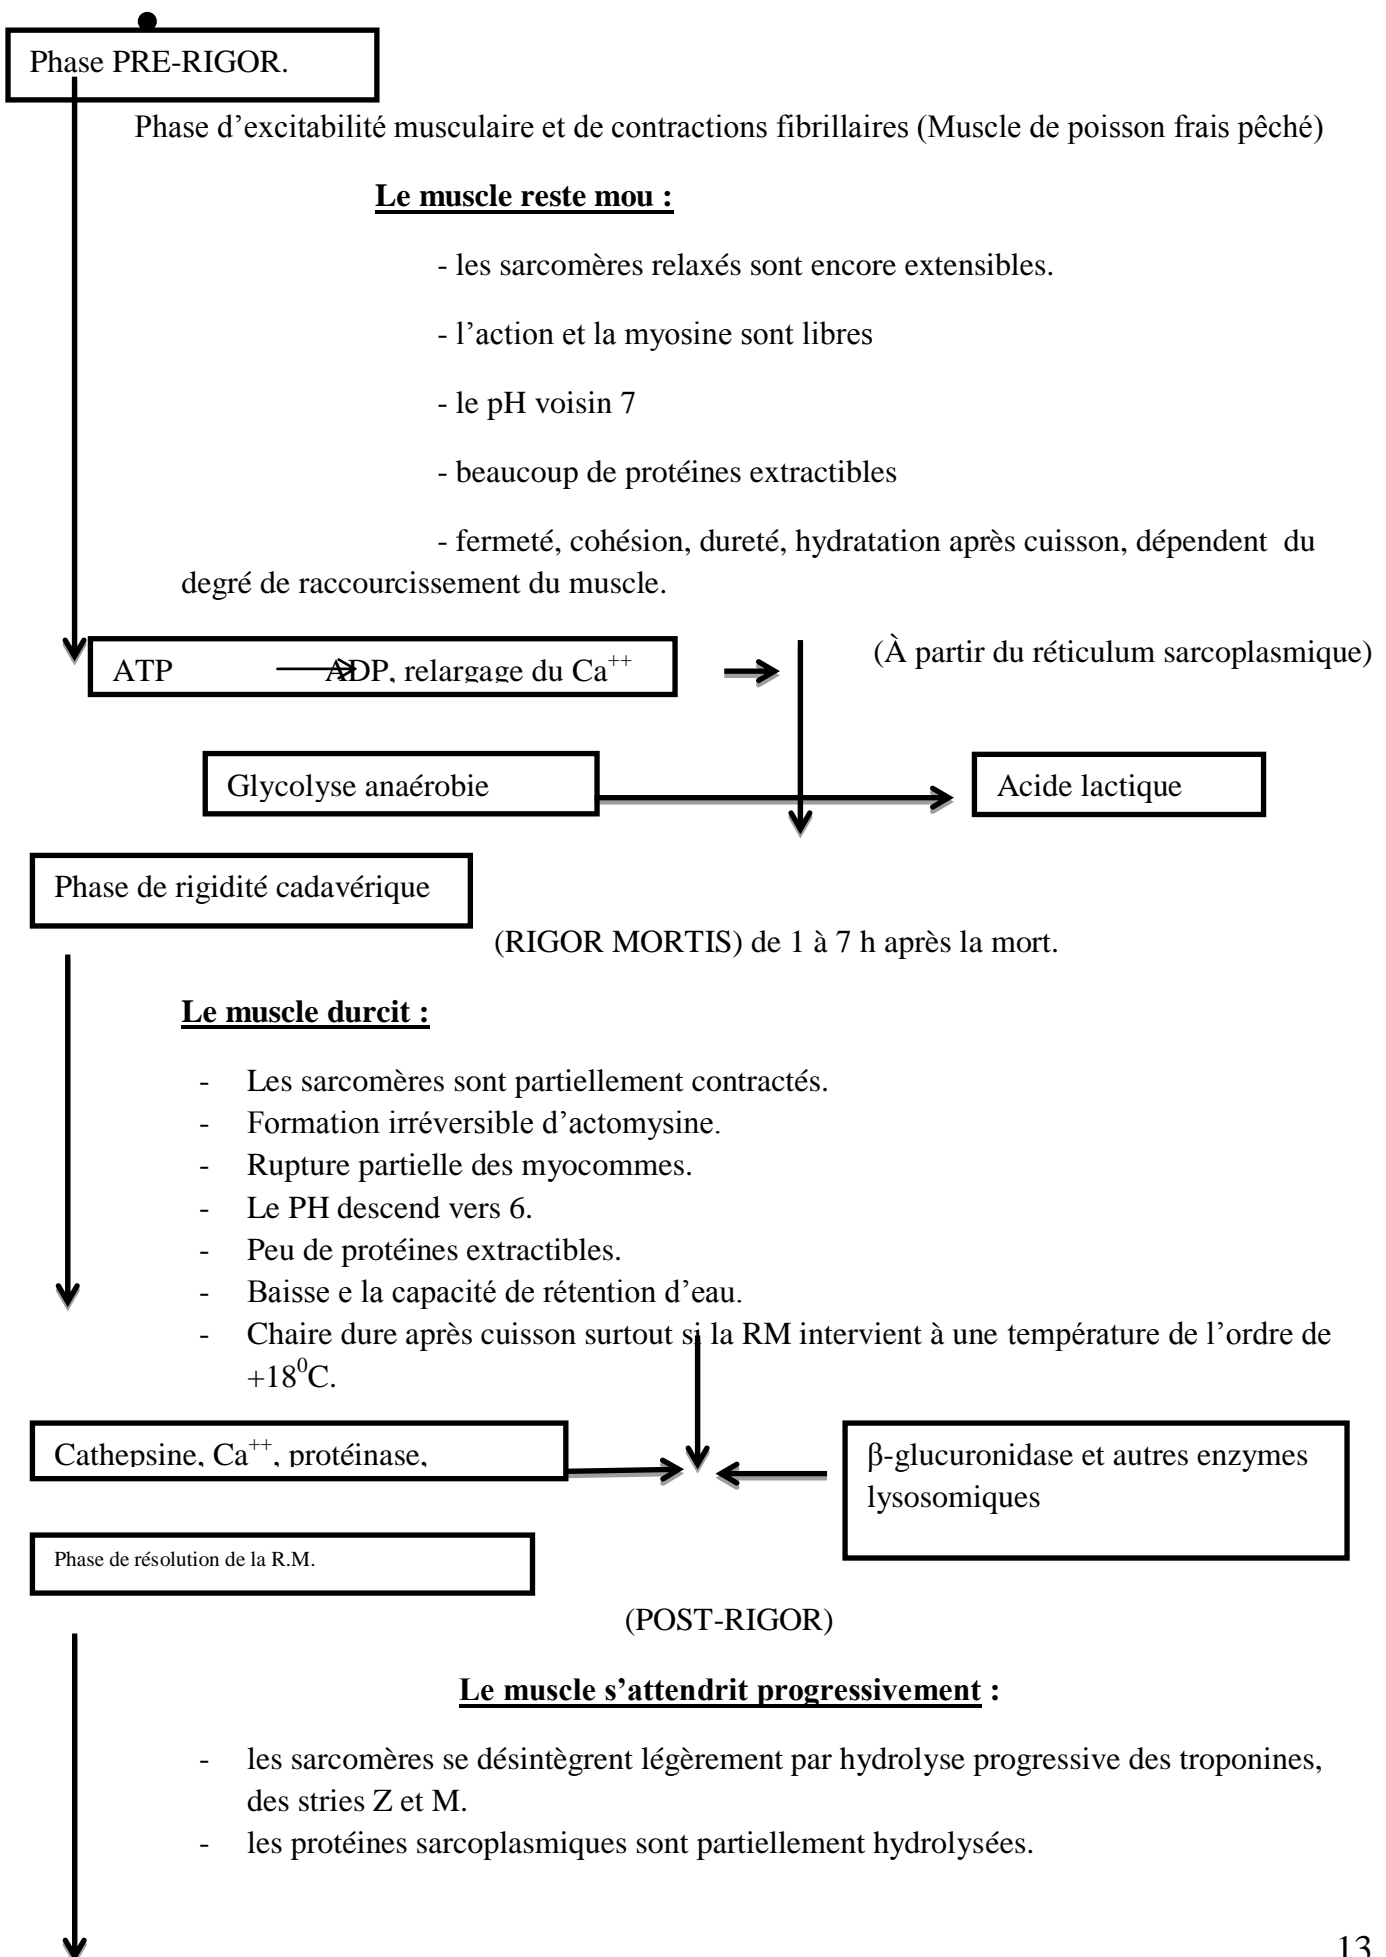 Phase PRE-RIGOR.
Phase d’excitabilité musculaire et de contractions fibrillaires (Muscle de poisson frais pêché)
Le muscle reste mou :
- les sarcomères relaxés sont encore extensibles.
- l’action et la myosine sont libres
- le pH voisin 7
- beaucoup de protéines extractibles
- fermeté, cohésion, dureté, hydratation après cuisson, dépendent du
degré de raccourcissement du muscle.
ATP ADP, relargage du Ca++
(À partir du réticulum sarcoplasmique)
Glycolyse anaérobie
Acide lactique
Phase de rigidité cadavérique
(RIGOR MORTIS) de 1 à 7 h après la mort.
Le muscle durcit :
- Les sarcomères sont partiellement contractés.
- Formation irréversible d’actomysine.
- Rupture partielle des myocommes.
- Le PH descend vers 6.
- Peu de protéines extractibles.
- Baisse e la capacité de rétention d’eau.
- Chaire dure après cuisson surtout si la RM intervient à une température de l’ordre de
+18⁰C.
Cathepsine, Ca++, protéinase,
β-glucuronidase et autres enzymes
lysosomiques
Phase de résolution de la R.M.
(POST-RIGOR)
Le muscle s’attendrit progressivement :
- les sarcomères se désintègrent légèrement par hydrolyse progressive des troponines,
des stries Z et M.
- les protéines sarcoplasmiques sont partiellement hydrolysées.
13